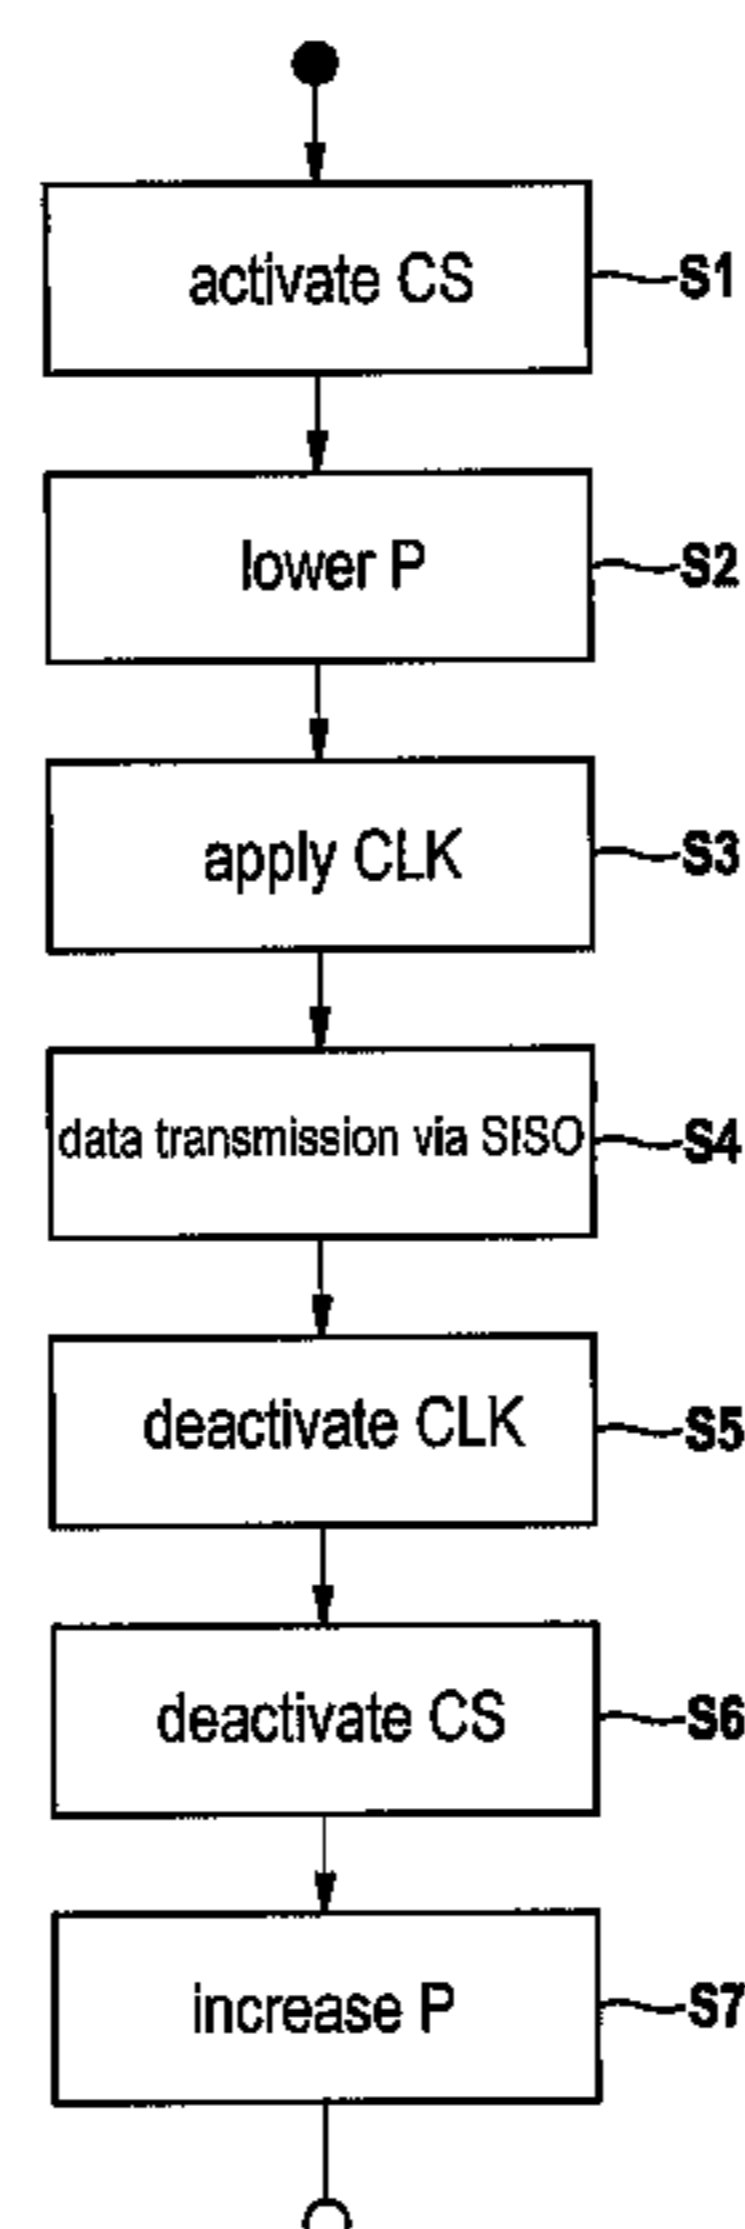 activate CS
S1
lower P
S2
apply CLK
S3
data transmission via SISO
S4
deactivate CLK
S5
deactivate CS
S6
increase P
S7